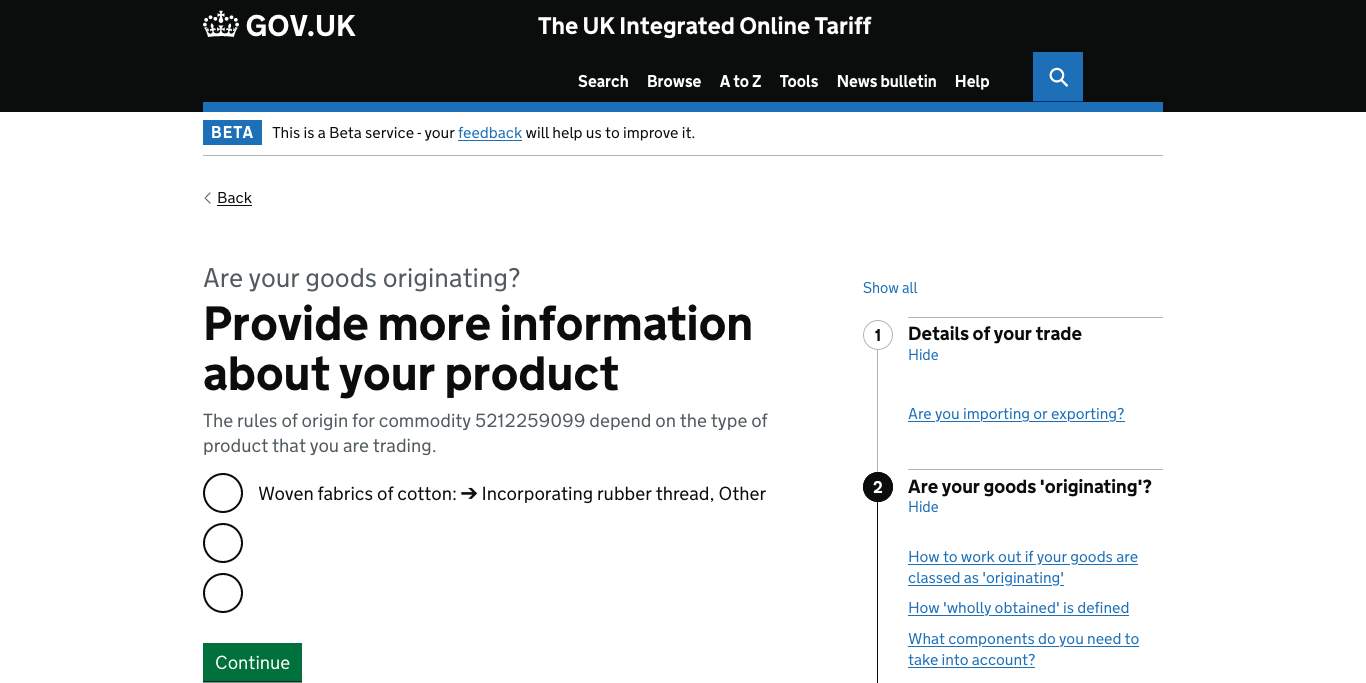 GOV.UK
The UK Integrated Online Tariff
Search Browse A to Z Tools News bulletin Help
BETA This is a Beta service - your feedback will help us to improve it.
Back
Are your goods originating?
Provide more information
about your product
The rules of origin for commodity 5212259099 depend on the type of
product that you are trading.
Woven fabrics of cotton: ➔ Incorporating rubber thread, Other
Continue
Show all
1 Details of your trade
Hide
Are you importing or exporting?
2 Are your goods 'originating'?
Hide
How to work out if your goods are
classed as 'originating'
How 'wholly obtained' is defined
What components do you need to
take into account?